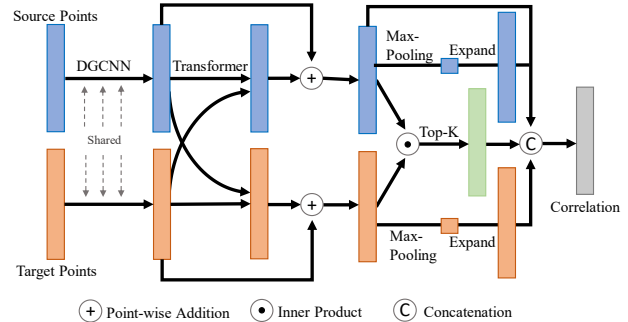 Source Points
DGCNN
Transformer
Max-
Pooling
Expand
Shared
+
Top-K
C
+
Max-
Pooling
Expand
Correlation
Target Points
+ Point-wise Addition
Inner Product
C Concatenation